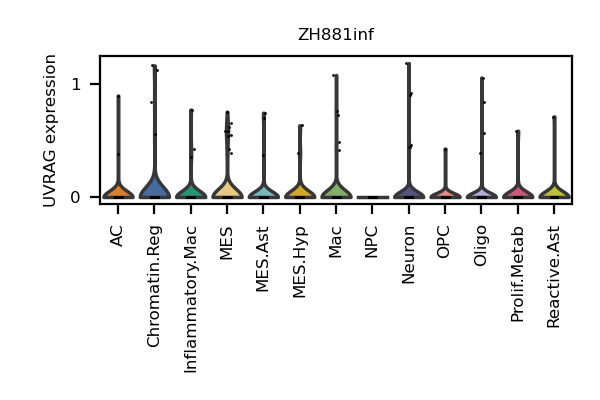 ZH881inf
UVRAG expression
1
0
AC
Chromatin.Reg
Inflammatory.Mac
MES
MES.Ast
MES.Hyp
Mac
NPC
Neuron
OPC
Oligo
Prolif.Metab
Reactive.Ast